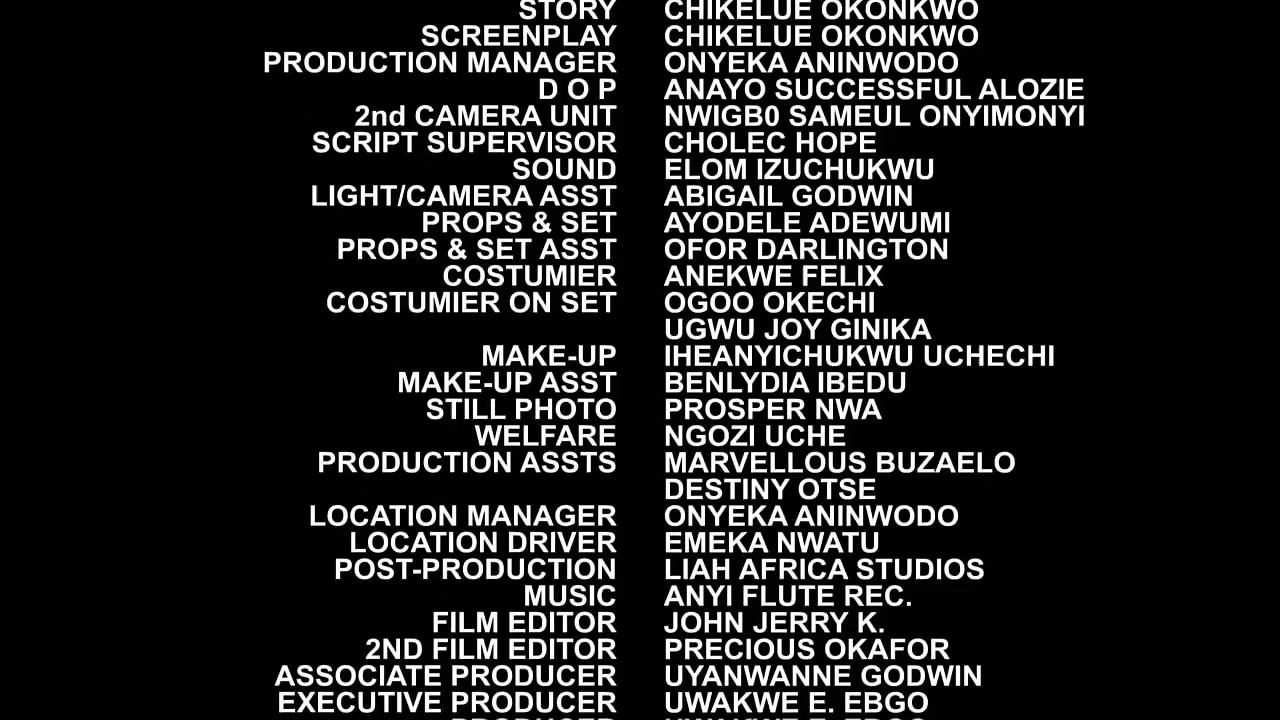 STORY CHIKELUE OKONKWO
SCREENPLAY CHIKELUE OKONKWO
PRODUCTION MANAGER ONYEKA ANINWODO
D O P ANAYO SUCCESSFUL ALOZIE
2nd CAMERA UNIT NWIGB0 SAMEUL ONYIMONYI
SCRIPT SUPERVISOR CHOLEC HOPE
SOUND ELOM IZUCHUKWU
LIGHT/CAMERA ASST ABIGAIL GODWIN
PROPS & SET AYODELE ADEWUMI
PROPS & SET ASST OFOR DARLINGTON
COSTUMIER ANEKWE FELIX
COSTUMIER ON SET OGOO OKECHI
UGWU JOY GINIKA
MAKE-UP IHEANYICHUKWU UCHECHI
MAKE-UP ASST BENLYDIA IBEDU
STILL PHOTO PROSPER NWA
WELFARE NGOZI UCHE
PRODUCTION ASSTS MARVELLOUS BUZAELO
DESTINY OTSE
LOCATION MANAGER ONYEKA ANINWODO
LOCATION DRIVER EMEKA NWATU
POST-PRODUCTION LIAH AFRICA STUDIOS
MUSIC ANYI FLUTE REC.
FILM EDITOR JOHN JERRY K.
2ND FILM EDITOR PRECIOUS OKAFOR
ASSOCIATE PRODUCER UYANWANNE GODWIN
EXECUTIVE PRODUCER UWAKWE E. EBGO
PRODUCER UWAKWE E. EBGO